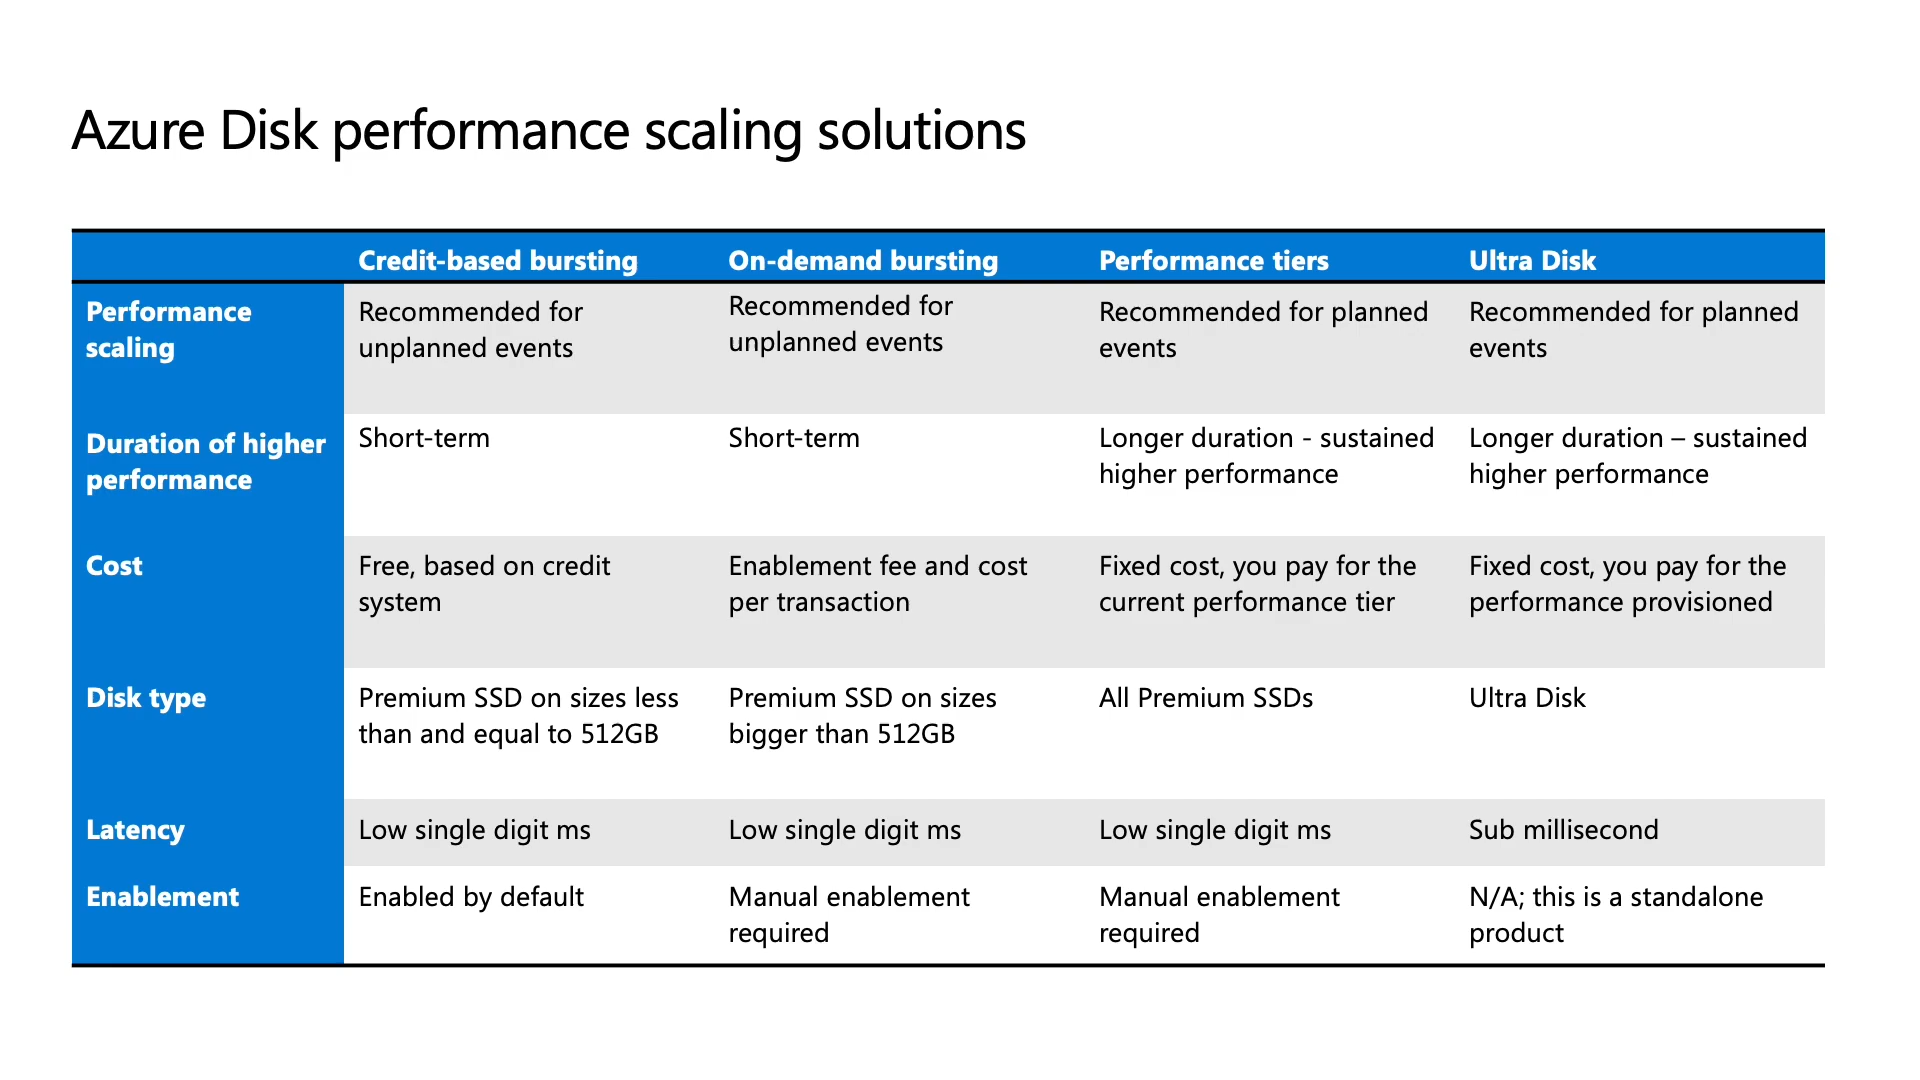 Azure Disk performance scaling solutions
Credit-based bursting
On-demand bursting
Performance tiers
Ultra Disk
Performance
scaling
Recommended for
unplanned events
Recommended for
unplanned events
Recommended for planned
events
Recommended for planned
events
Duration of higher
performance
Short-term
Short-term
Longer duration - sustained
higher performance
Longer duration – sustained
higher performance
Cost
Free, based on credit
system
Enablement fee and cost
per transaction
Fixed cost, you pay for the
current performance tier
Fixed cost, you pay for the
performance provisioned
Disk type
Premium SSD on sizes less
than and equal to 512GB
Premium SSD on sizes
bigger than 512GB
All Premium SSDs
Ultra Disk
Latency
Low single digit ms
Low single digit ms
Low single digit ms
Sub millisecond
Enablement
Enabled by default
Manual enablement
required
Manual enablement
required
N/A; this is a standalone
product